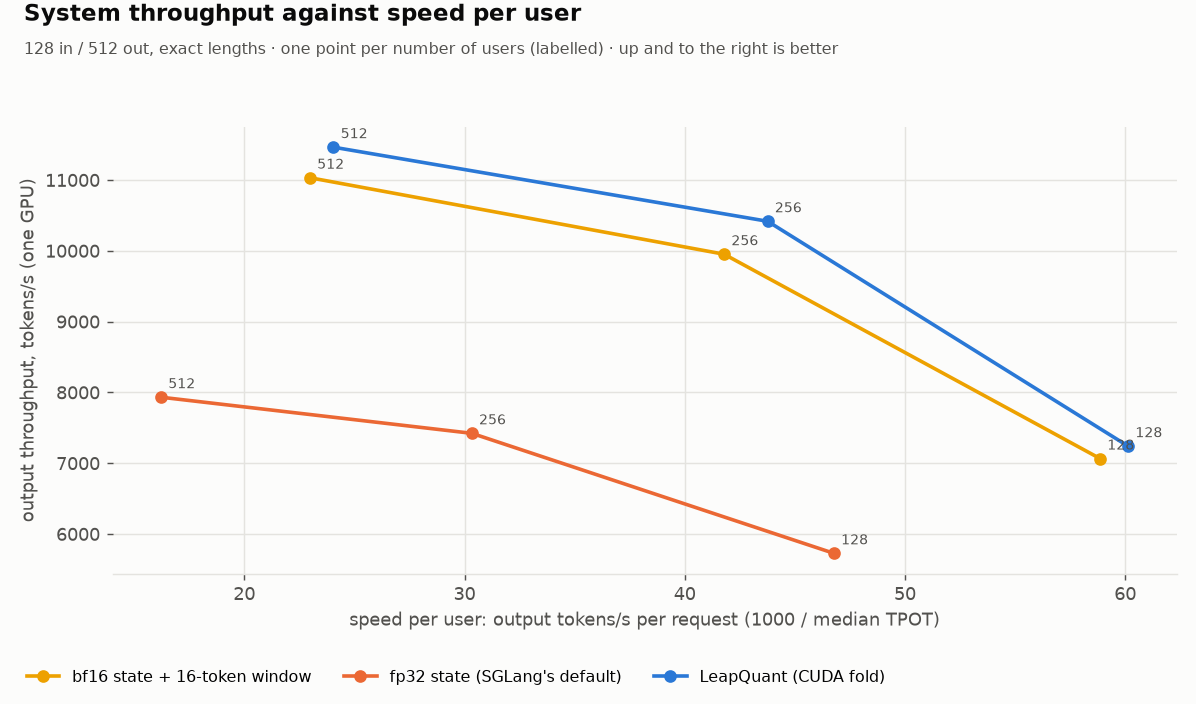 System throughput against speed per user
128 in / 512 out, exact lengths · one point per number of users (labelled) · up and to the right is better
output throughput, tokens/s (one GPU)
11000
10000
9000
8000
7000
6000
512
512
256
256
128
128
512
256
128
20 30 40 50 60
speed per user: output tokens/s per request (1000 / median TPOT)
bf16 state + 16-token window fp32 state (SGLang's default) LeapQuant (CUDA fold)